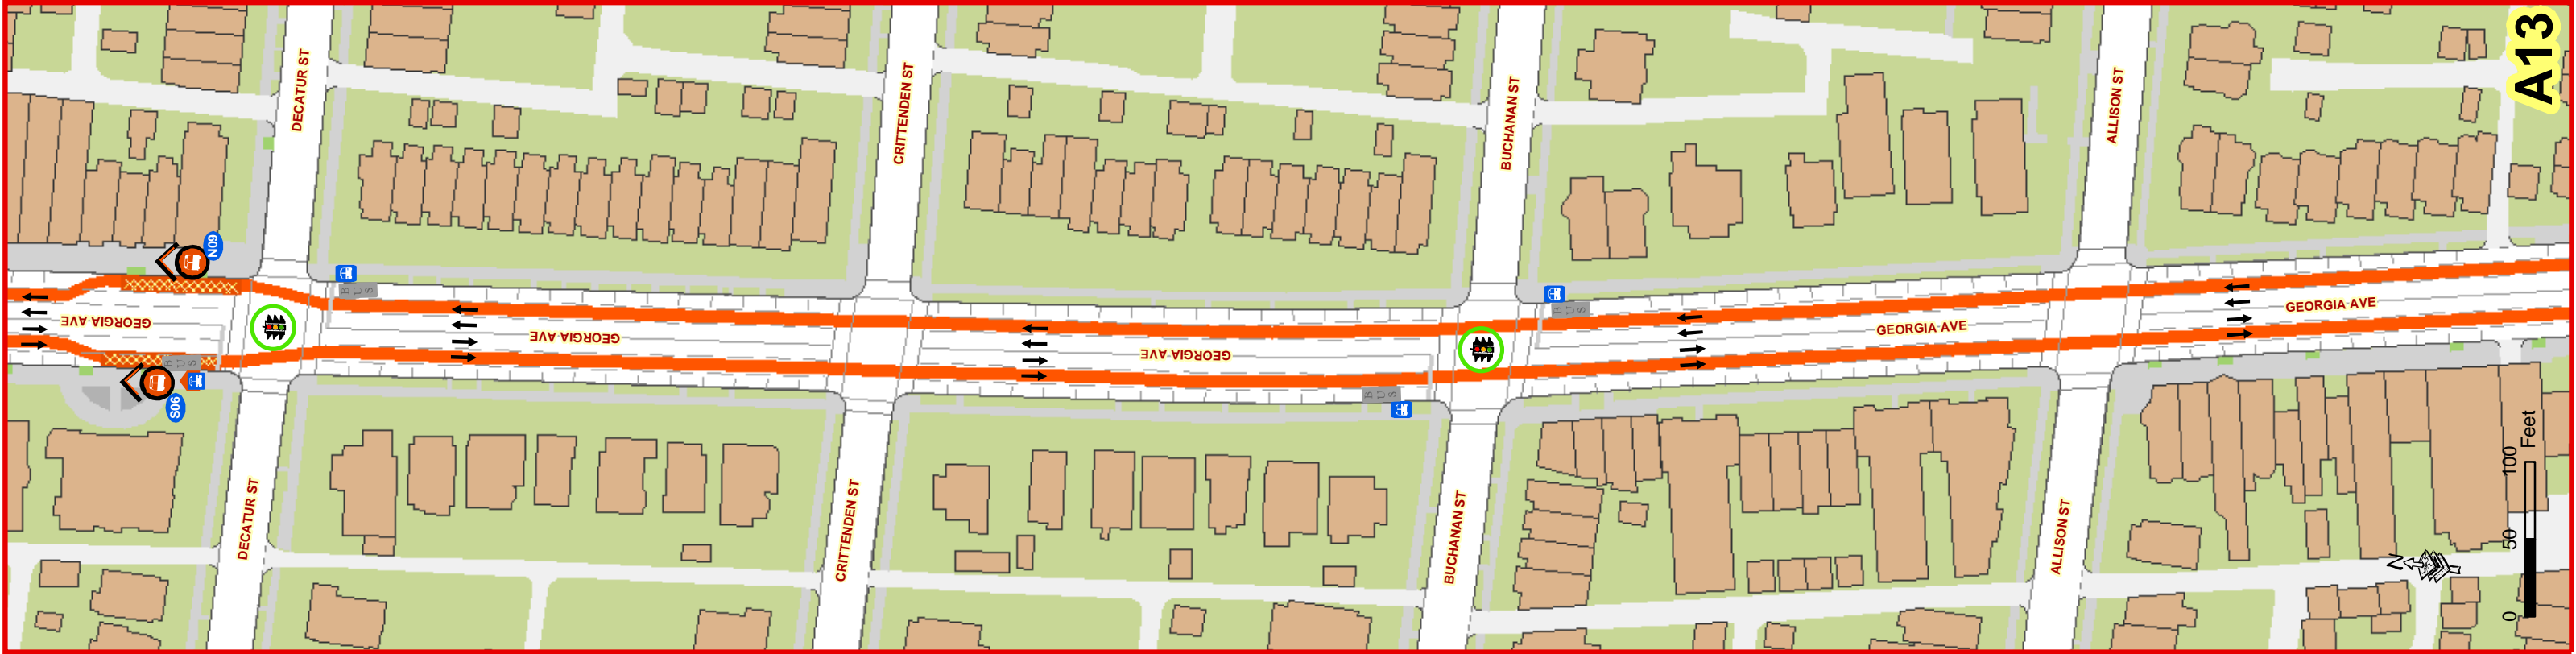 A13
DECATUR ST
CRITTENDEN ST
BUCHANAN ST
ALLISON ST
N09
BUS
BUS
GEORGIA AVE
GEORGIA AVE
GEORGIA AVE
GEORGIA AVE
GEORGIA AVE
BUS
BUS
S06
DECATUR ST
CRITTENDEN ST
BUCHANAN ST
ALLISON ST
N
0 50 100
Feet